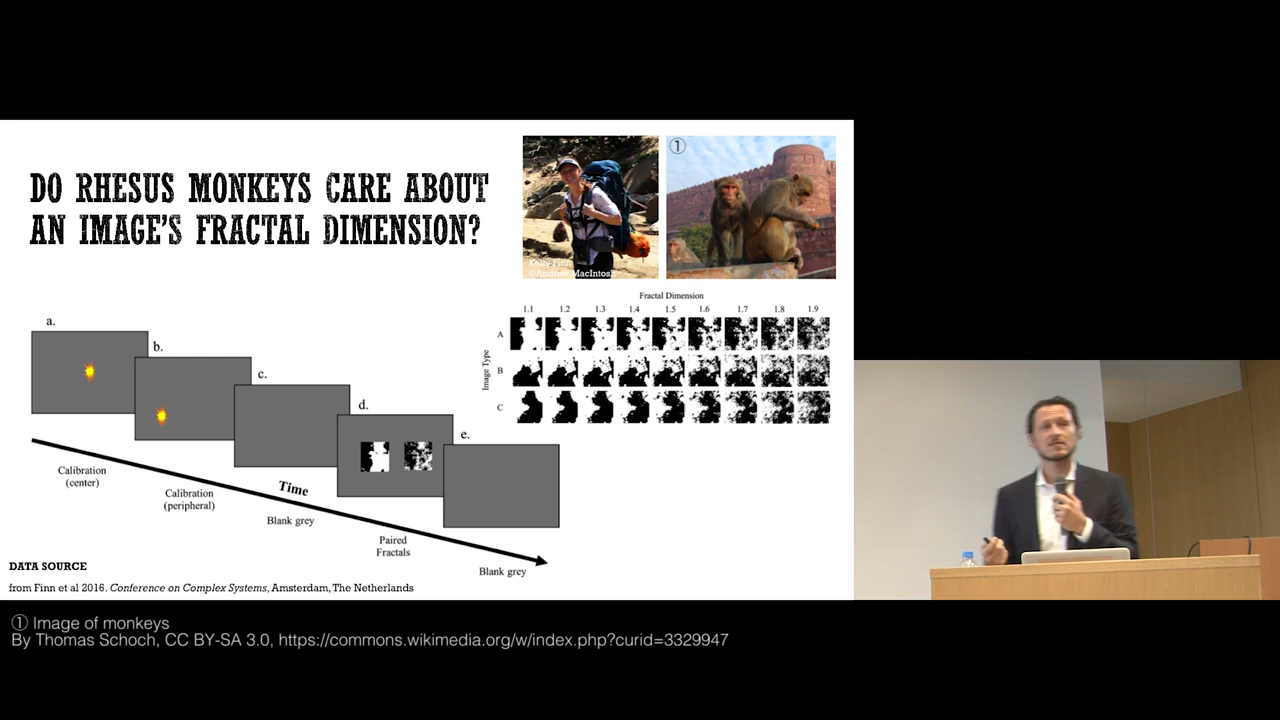 DO RHESUS MONKEYS CARE ABOUT
AN IMAGE'S FRACTAL DIMENSION?
Kelly Finn
©Andrew MacIntosh
①
Fractal Dimension
1.1 1.2 1.3 1.4 1.5 1.6 1.7 1.8 1.9
Image Type
A
B
C
a.
b.
c.
d.
e.
Calibration
(center)
Calibration
(peripheral)
Time
Blank grey
Paired
Fractals
Blank grey
DATA SOURCE
from Finn et al 2016. Conference on Complex Systems, Amsterdam, The Netherlands
① Image of monkeys
By Thomas Schoch, CC BY-SA 3.0, https://commons.wikimedia.org/w/index.php?curid=3329947